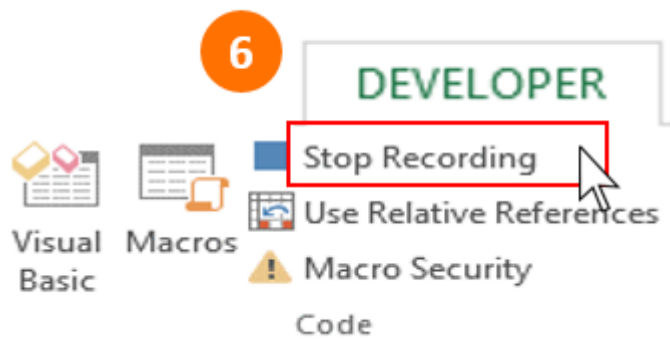 6
DEVELOPER
Stop Recording
Use Relative References
Visual Basic
Macros
Macro Security
Code